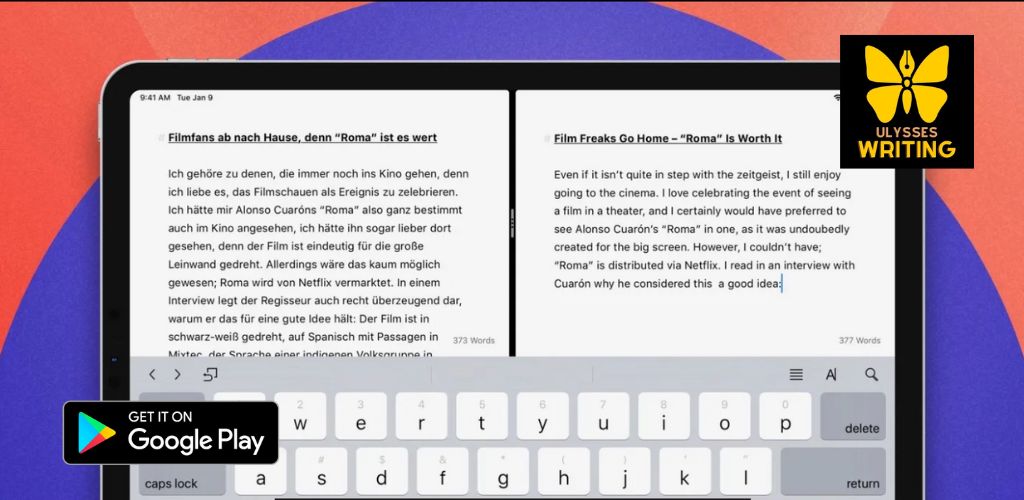 9:41 AM Tue Jan 9
# Filmfans ab nach Hause, denn “Roma” ist es wert
Ich gehöre zu denen, die immer noch ins Kino gehen, denn
ich liebe es, das Filmschauen als Ereignis zu zelebrieren.
Ich hätte mir Alonso Cuaróns “Roma” also ganz bestimmt
auch im Kino angesehen, ich hätte ihn sogar lieber dort
gesehen, denn der Film ist eindeutig für die große
Leinwand gedreht. Allerdings wäre das kaum möglich
gewesen; Roma wird von Netflix vermarktet. In einem
Interview legt der Regisseur auch recht überzeugend dar,
warum er das für eine gute Idee hält: Der Film ist in
schwarz-weiß gedreht, auf Spanisch mit Passagen in
Mixtec, der Sprache einer indigenen Volksgruppe in
373 Words
# Film Freaks Go Home – “Roma” Is Worth It
Even if it isn’t quite in step with the zeitgeist, I still enjoy
going to the cinema. I love celebrating the event of seeing
a film in a theater, and I certainly would have preferred to
see Alonso Cuarón’s “Roma” in one, as it was undoubedly
created for the big screen. However, I couldn’t have;
“Roma” is distributed via Netflix. I read in an interview with
Cuarón why he considered this a good idea:
377 Words
ULYSSES
WRITING
A
2 3 4 5 6 7 8 9 0
w e r t y u i o p delete
GET IT ON
Google Play
# $ & * ( ) ' "
caps lock a s d f g h j k l return